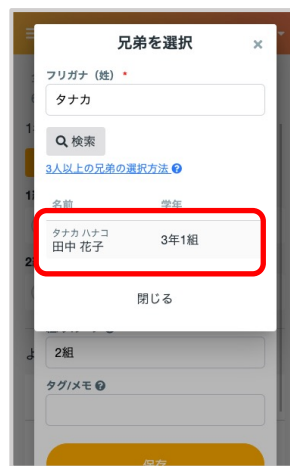 兄弟を選択 ×
フリガナ（姓） *
タナカ
検索
3人以上の兄弟の選択方法
名前 学年
タナカ ハナコ
田中 花子 3年1組
閉じる
2組
タグ/メモ
保存